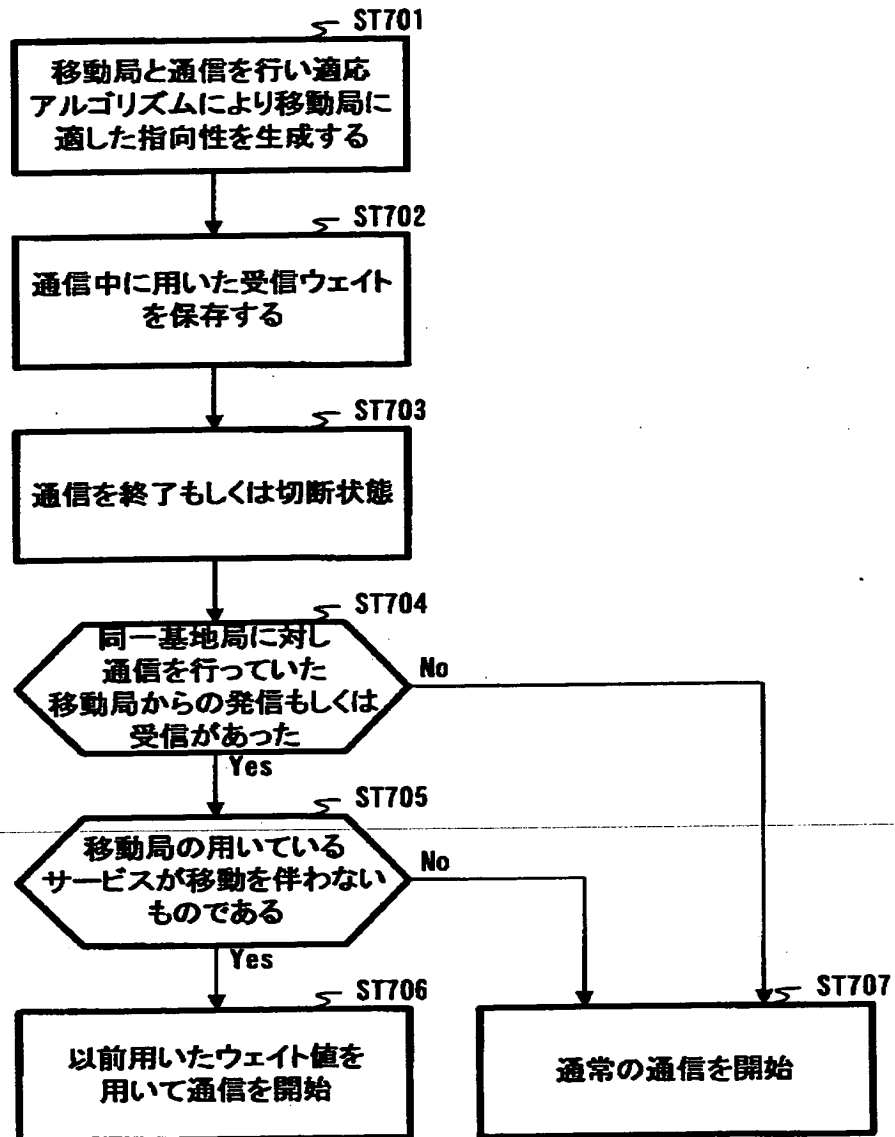 ST701
移動局と通信を行い適応
アルゴリズムにより移動局に
適した指向性を生成する
ST702
通信中に用いた受信ウェイト
を保存する
ST703
通信を終了もしくは切断状態
ST704
同一基地局に対し
通信を行っていた
移動局からの発信もしくは
受信があった
No
Yes
ST705
移動局の用いている
サービスが移動を伴わない
ものである
No
Yes
ST706
以前用いたウェイト値を
用いて通信を開始
ST707
通常の通信を開始